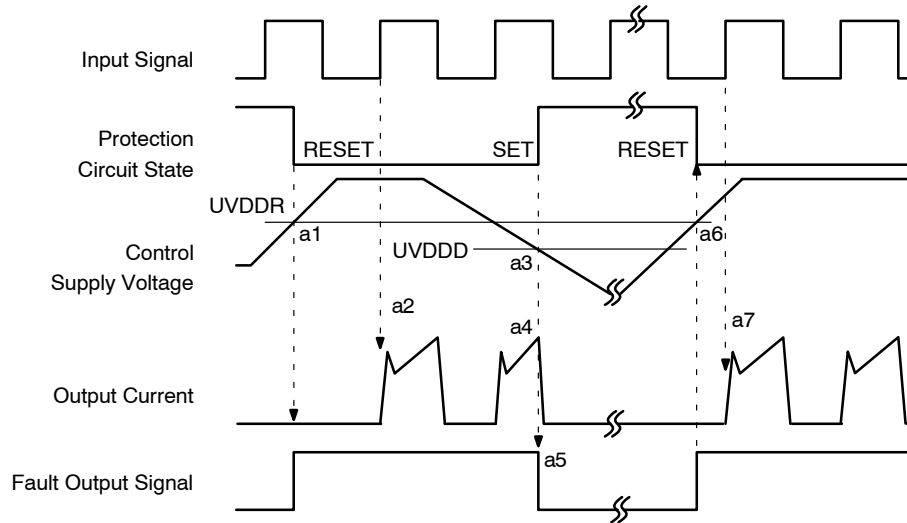 Input Signal
Protection
Circuit State
RESET
SET
RESET
UVDDR
a1
a6
Control
Supply Voltage
UVDDD
a3
a2
a4
a7
Output Current
a5
Fault Output Signal